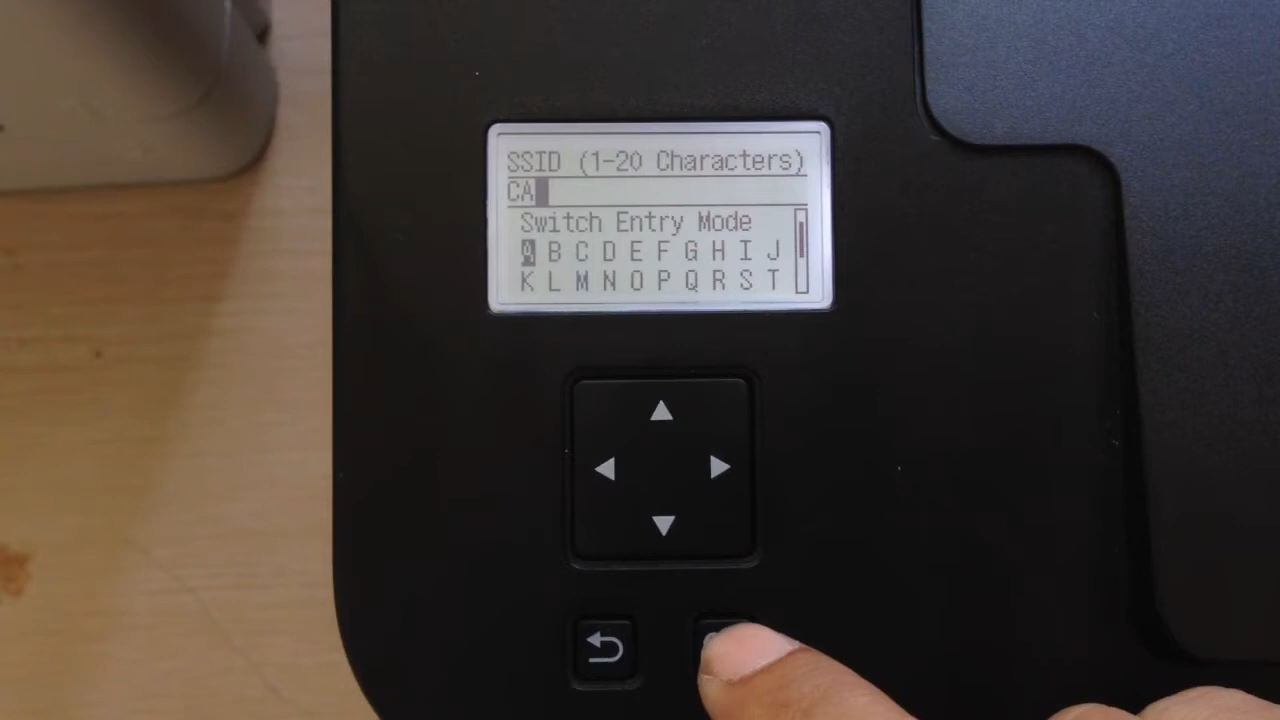 SSID (1-20 Characters)
CA
Switch Entry Mode
A B C D E F G H I J
K L M N O P Q R S T